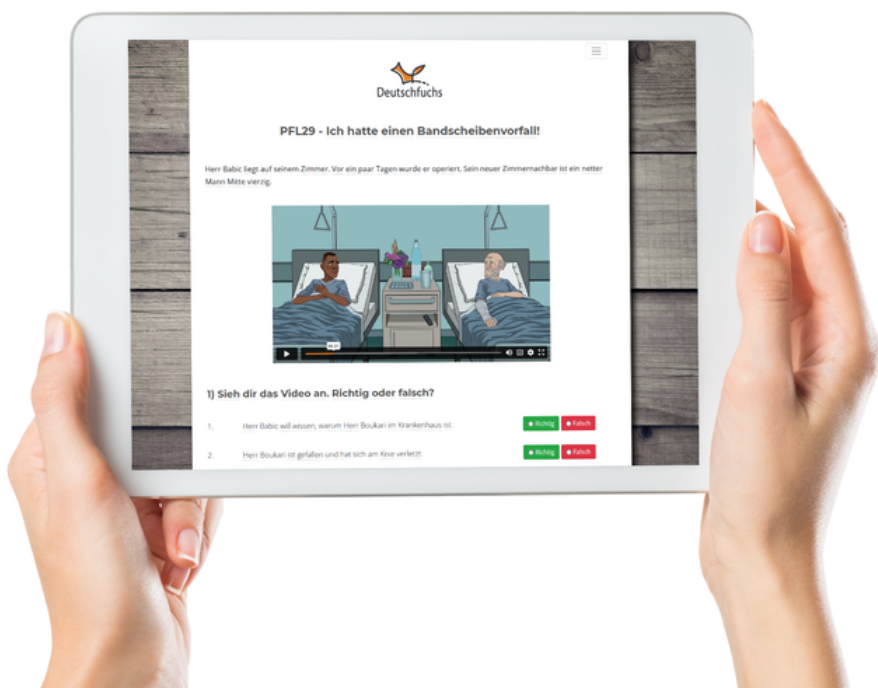 Deutschfuchs
PFL29 - Ich hatte einen Bandscheibenvorfall!
Herr Babic liegt auf seinem Zimmer. Vor ein paar Tagen wurde er operiert. Sein neuer Zimmernachbar ist ein netter
Mann Mitte vierzig.
1) Sieh dir das Video an. Richtig oder falsch?
1. Herr Babic will wissen, warum Herr Boukari im Krankenhaus ist. Richtig Falsch
2. Herr Boukari ist gefallen und hat sich am Knie verletzt. Richtig Falsch